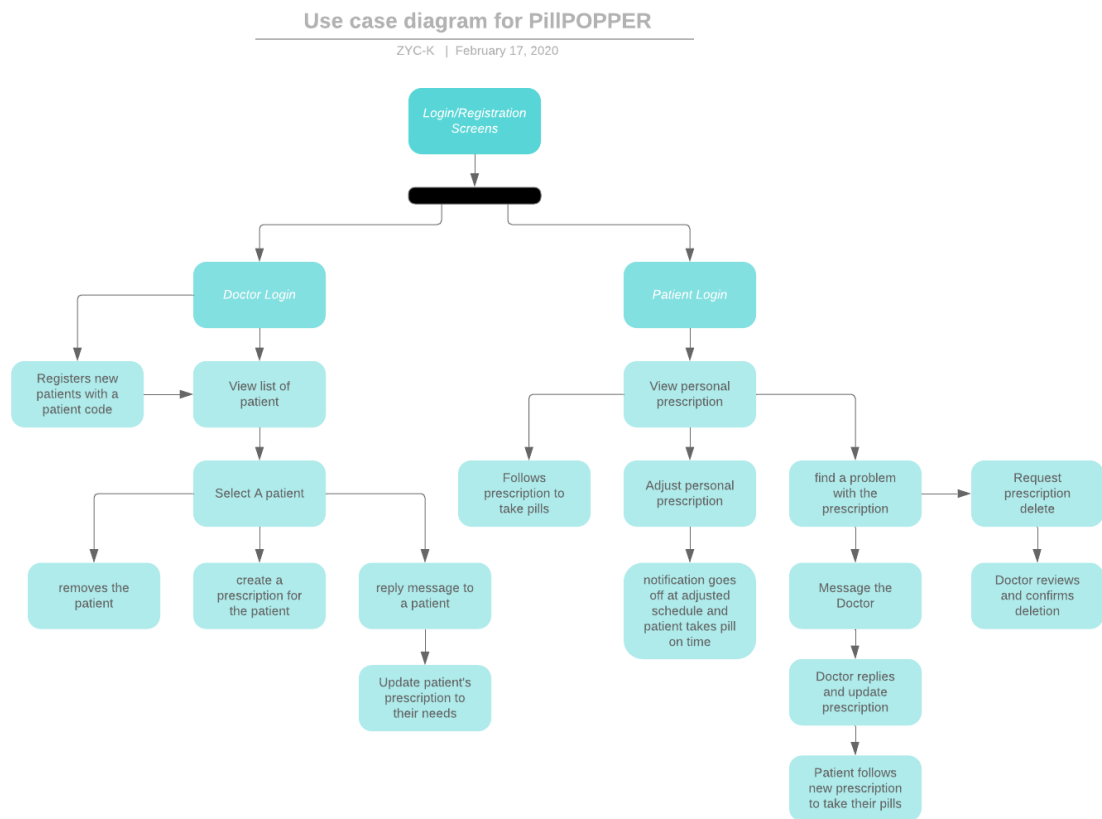 Use case diagram for PillPOPPER
ZYC-K | February 17, 2020
Login/Registration
Screens
Doctor Login
Patient Login
Registers new
patients with a
patient code
View list of
patient
View personal
prescription
Select A patient
Follows
prescription to
take pills
Adjust personal
prescription
find a problem
with the
prescription
Request
prescription
delete
removes the
patient
create a
prescription for
the patient
reply message to
a patient
notification goes
off at adjusted
schedule and
patient takes pill
on time
Message the
Doctor
Doctor reviews
and confirms
deletion
Update patient's
prescription to
their needs
Doctor replies
and update
prescription
Patient follows
new prescription
to take their pills